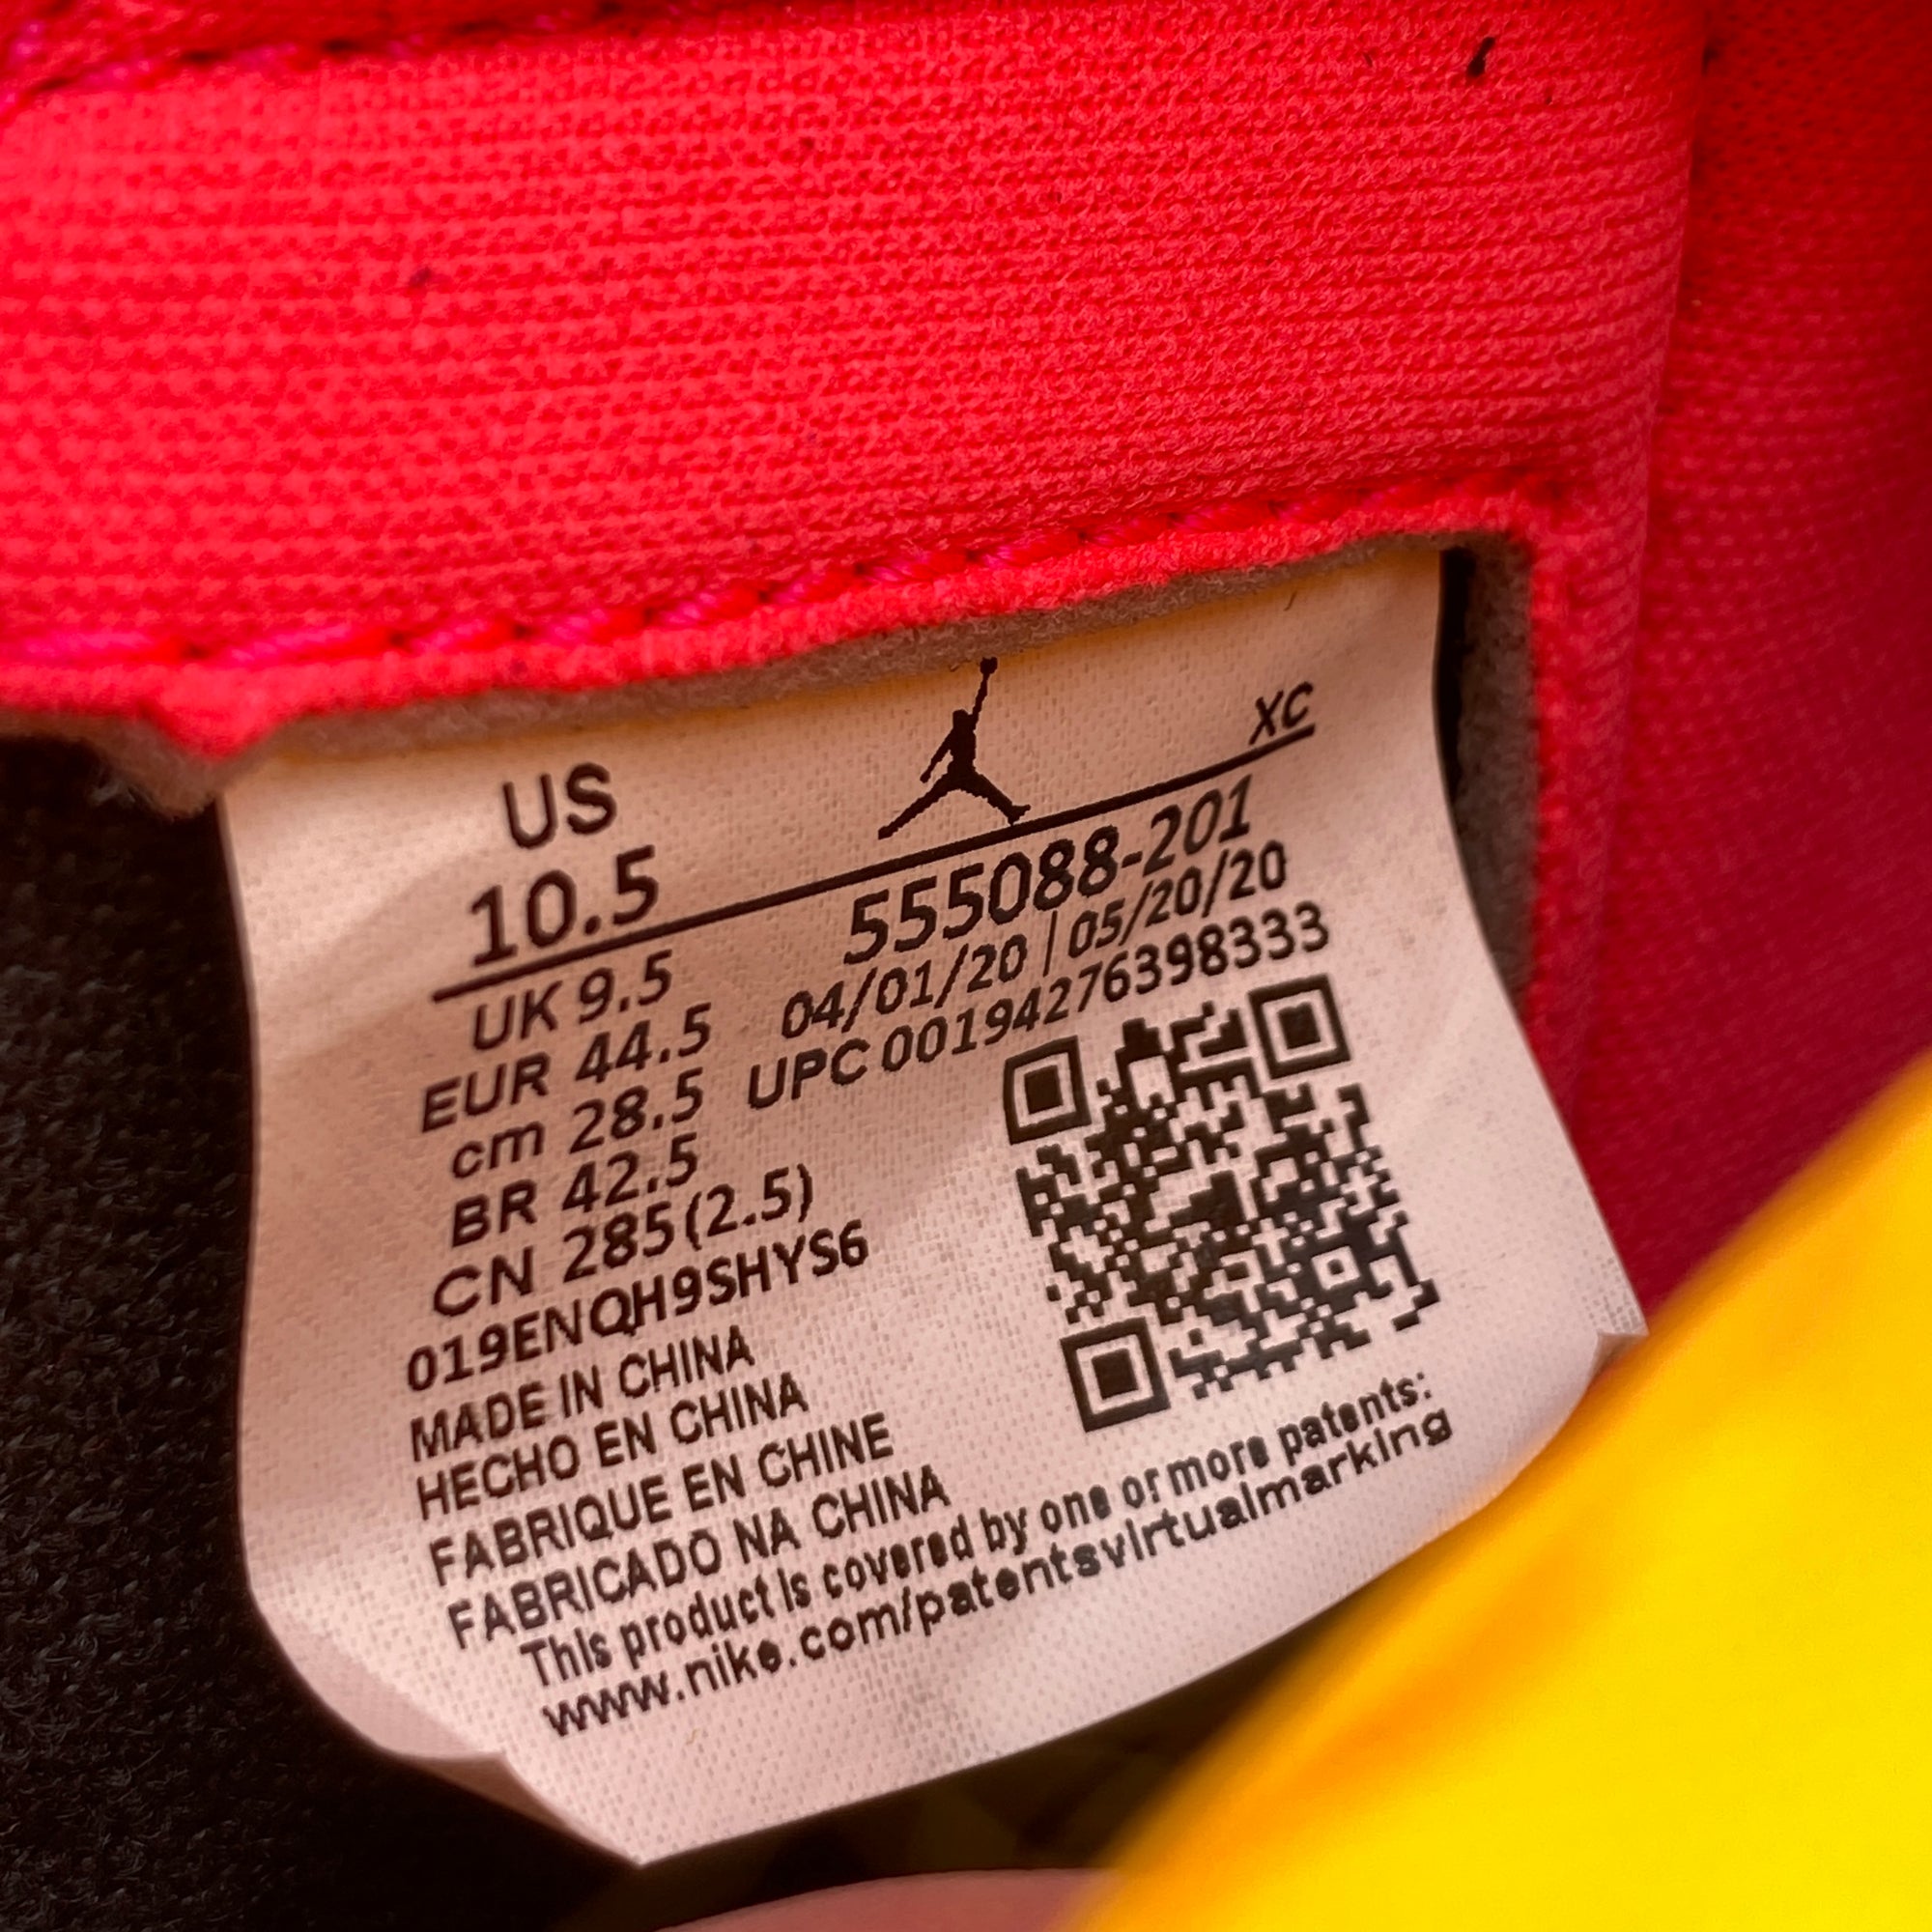 US
10.5
XC
UK 9.5
EUR 44.5
cm 28.5
BR 42.5
CN 285(2.5)
019ENQH9SHYS6
555088-201
04/01/20 | 05/20/20
UPC 00194276398333
MADE IN CHINA
HECHO EN CHINA
FABRIQUE EN CHINE
FABRICADO NA CHINA
This product is covered by one or more patents:
www.nike.com/patentsvirtualmarking